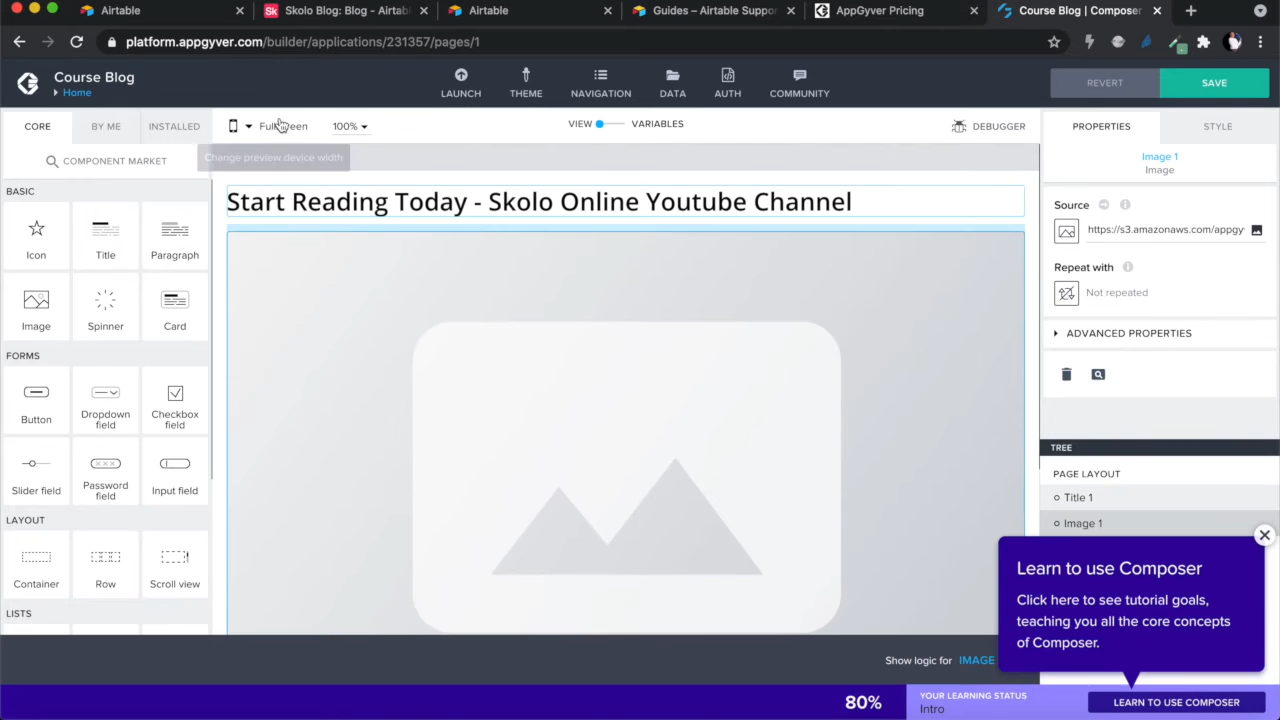 Airtable
Skolo Blog: Blog - Airtab
Airtable
Guides – Airtable Suppor
AppGyver Pricing
Course Blog | Composer
platform.appgyver.com/builder/applications/231357/pages/1
Course Blog
Home
LAUNCH
THEME
NAVIGATION
DATA
AUTH
COMMUNITY
REVERT
SAVE
CORE
BY ME
INSTALLED
100%
VIEW
VARIABLES
DEBUGGER
PROPERTIES
STYLE
COMPONENT MARKET
Change preview device width
Image 1
Image
BASIC
Icon
Title
Paragraph
Image
Spinner
Card
FORMS
Button
Dropdown
field
Checkbox
field
Slider field
Password
field
Input field
LAYOUT
Container
Row
Scroll view
LISTS
Start Reading Today - Skolo Online Youtube Channel
Source
https://s3.amazonaws.com/appgy
Repeat with
Not repeated
ADVANCED PROPERTIES
TREE
PAGE LAYOUT
Title 1
Image 1
Learn to use Composer
Click here to see tutorial goals,
teaching you all the core concepts
of Composer.
Show logic for IMAGE
80%
YOUR LEARNING STATUS
Intro
LEARN TO USE COMPOSER